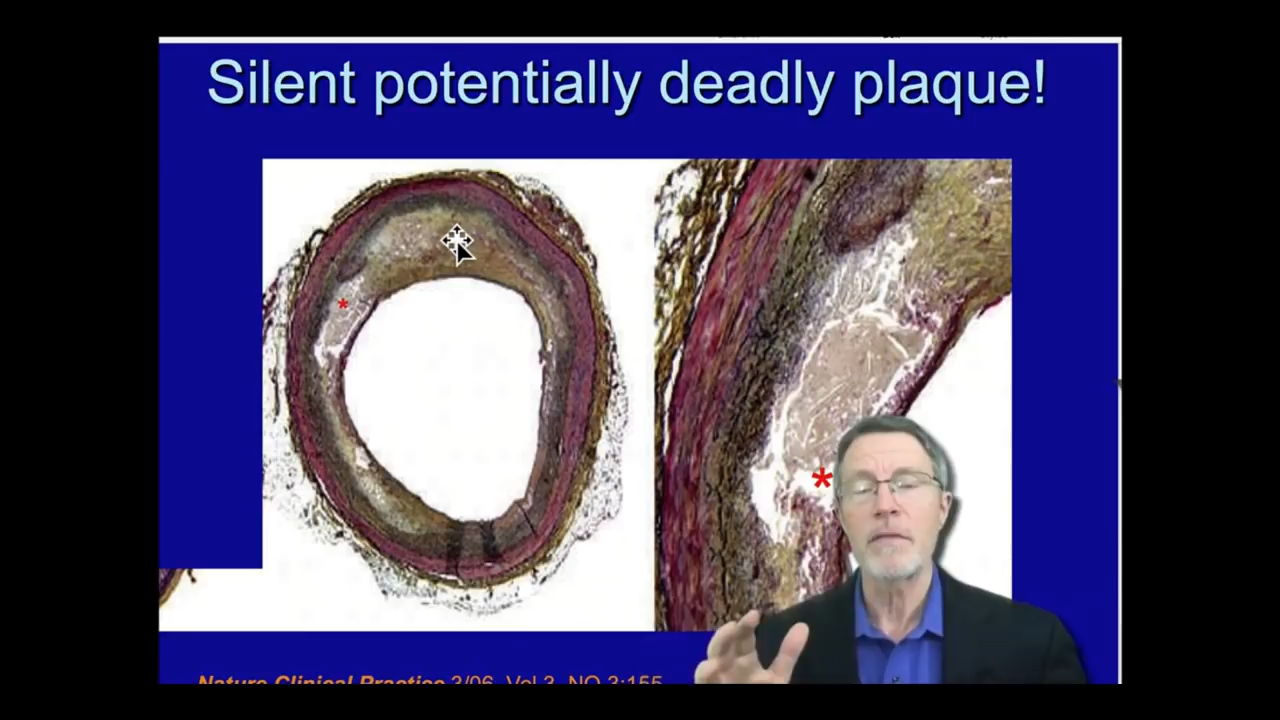 Silent potentially deadly plaque!
*
*
Nature Clinical Practice 3/06, Vol 3, NO 3:155